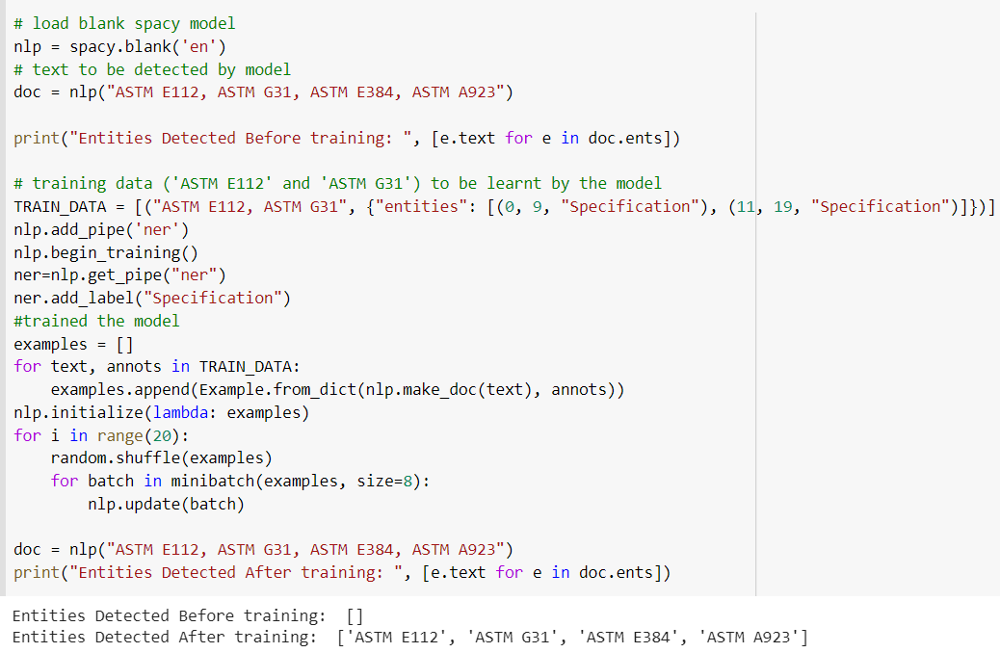 # load blank spacy model
nlp = spacy.blank('en')
# text to be detected by model
doc = nlp("ASTM E112, ASTM G31, ASTM E384, ASTM A923")
print("Entities Detected Before training: ", [e.text for e in doc.ents])
# training data ('ASTM E112' and 'ASTM G31') to be learnt by the model
TRAIN_DATA = [("ASTM E112, ASTM G31", {"entities": [(0, 9, "Specification"), (11, 19, "Specification")]})]
nlp.add_pipe('ner')
nlp.begin_training()
ner=nlp.get_pipe("ner")
ner.add_label("Specification")
#trained the model
examples = []
for text, annots in TRAIN_DATA:
    examples.append(Example.from_dict(nlp.make_doc(text), annots))
nlp.initialize(lambda: examples)
for i in range(20):
    random.shuffle(examples)
    for batch in minibatch(examples, size=8):
        nlp.update(batch)
doc = nlp("ASTM E112, ASTM G31, ASTM E384, ASTM A923")
print("Entities Detected After training: ", [e.text for e in doc.ents])
Entities Detected Before training:  []
Entities Detected After training:  ['ASTM E112', 'ASTM G31', 'ASTM E384', 'ASTM A923']